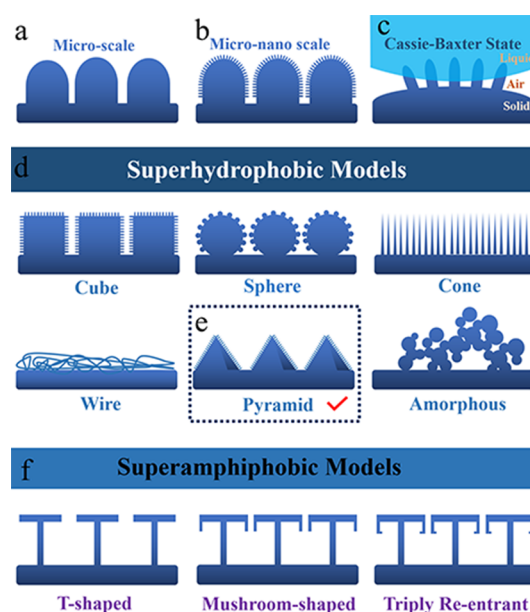 a
Micro-scale
b
Micro-nano scale
c
Cassie-Baxter State
Liquid
Air
Solid
d
Superhydrophobic Models
Cube
Sphere
Cone
Wire
e
Pyramid
Amorphous
f
Superamphiphobic Models
T-shaped
Mushroom-shaped
Triply Re-entrant